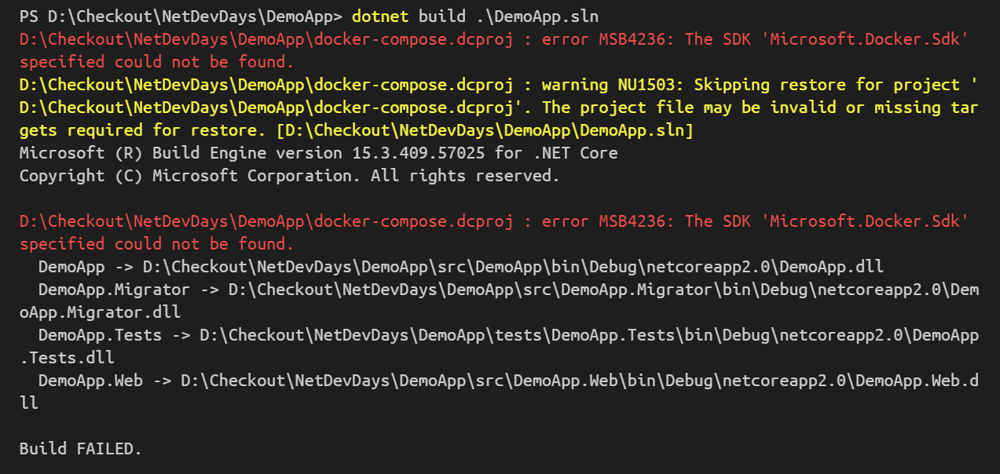 PS D:\Checkout\NetDevDays\DemoApp> dotnet build .\DemoApp.sln
D:\Checkout\NetDevDays\DemoApp\docker-compose.dcproj : error MSB4236: The SDK 'Microsoft.Docker.Sdk'
specified could not be found.
D:\Checkout\NetDevDays\DemoApp\docker-compose.dcproj : warning NU1503: Skipping restore for project '
D:\Checkout\NetDevDays\DemoApp\docker-compose.dcproj'. The project file may be invalid or missing tar
gets required for restore. [D:\Checkout\NetDevDays\DemoApp\DemoApp.sln]
Microsoft (R) Build Engine version 15.3.409.57025 for .NET Core
Copyright (C) Microsoft Corporation. All rights reserved.
D:\Checkout\NetDevDays\DemoApp\docker-compose.dcproj : error MSB4236: The SDK 'Microsoft.Docker.Sdk'
specified could not be found.
DemoApp -> D:\Checkout\NetDevDays\DemoApp\src\DemoApp\bin\Debug\netcoreapp2.0\DemoApp.dll
DemoApp.Migrator -> D:\Checkout\NetDevDays\DemoApp\src\DemoApp.Migrator\bin\Debug\netcoreapp2.0\Dem
oApp.Migrator.dll
DemoApp.Tests -> D:\Checkout\NetDevDays\DemoApp\tests\DemoApp.Tests\bin\Debug\netcoreapp2.0\DemoApp
.Tests.dll
DemoApp.Web -> D:\Checkout\NetDevDays\DemoApp\src\DemoApp.Web\bin\Debug\netcoreapp2.0\DemoApp.Web.d
ll
Build FAILED.